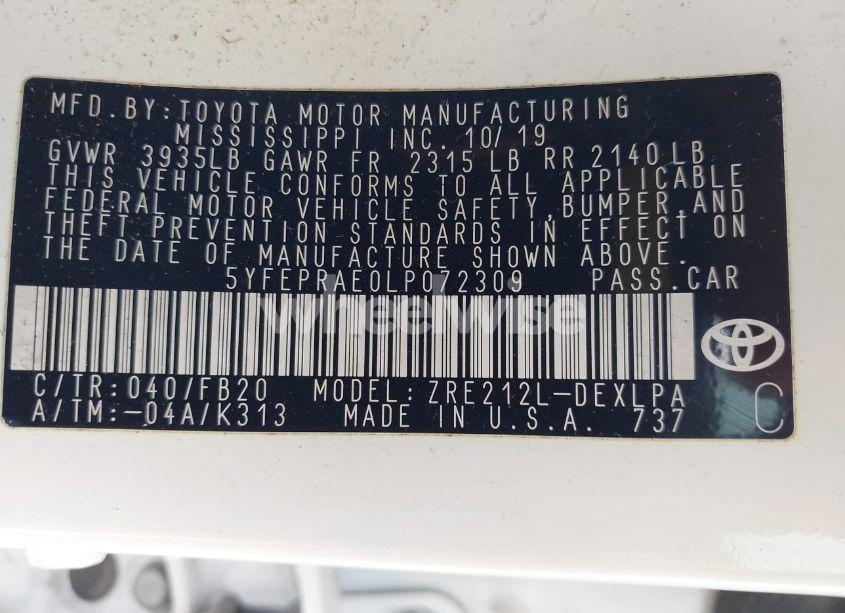 MFD.BY:TOYOTA MOTOR MANUFACTURING
MISSISSIPPI INC. 10/19
GVWR 3935LB GAWR FR 2315LB RR 2140LB
THIS VEHICLE CONFORMS TO ALL APPLICABLE
FEDERAL MOTOR VEHICLE SAFETY,BUMPER,AND
THEFT PREVENTION STANDARDS IN EFFECT ON
THE DATE OF MANUFACTURE SHOWN ABOVE.
5YFEPRAE0LP072309 PASS.CAR
wheelwise
C/TR:040/FB20 MODEL:ZRE212L-DEXLPA
A/TM:-04A/K313 MADE IN U.S.A. 737 C